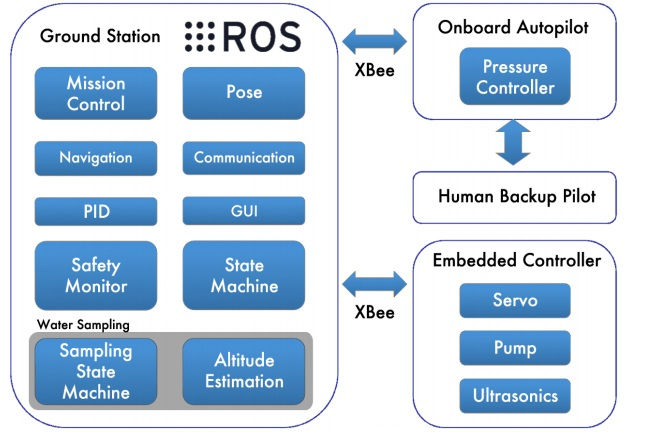 Ground Station
ROS
Mission
Control
Pose
Navigation
Communication
PID
GUI
Safety
Monitor
State
Machine
Water Sampling
Sampling
State
Machine
Altitude
Estimation
XBee
XBee
Onboard Autopilot
Pressure
Controller
Human Backup Pilot
Embedded Controller
Servo
Pump
Ultrasonics